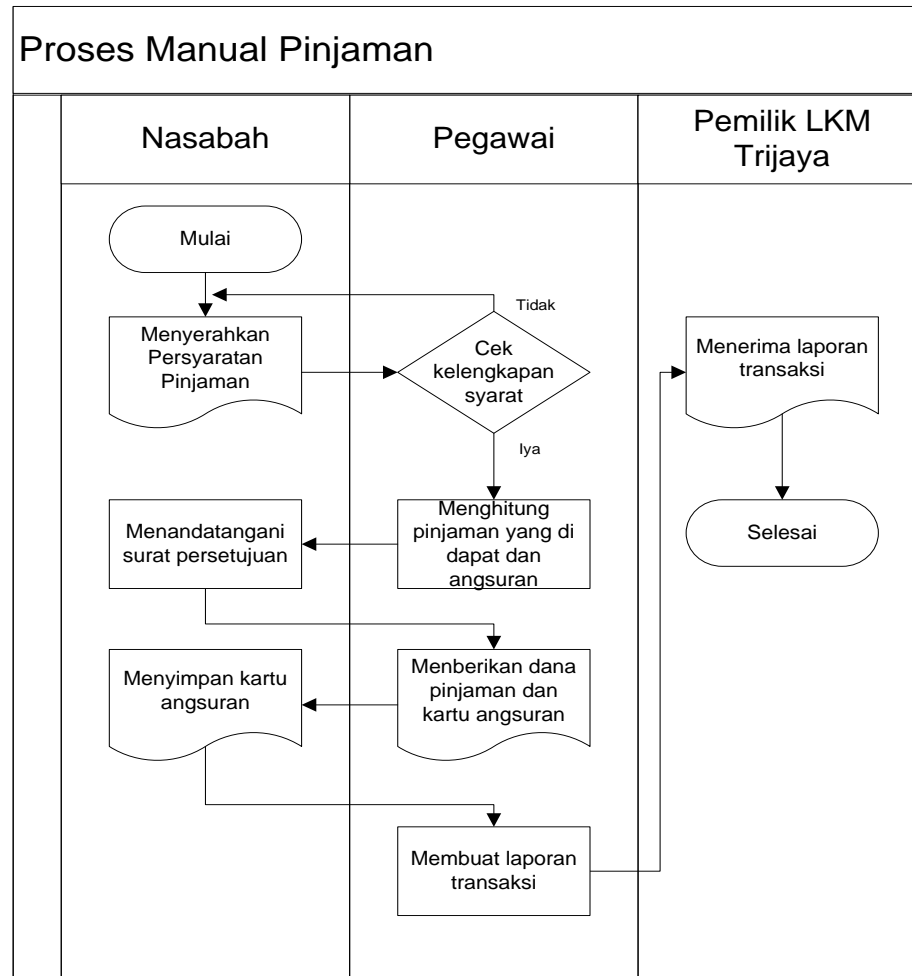 Proses Manual Pinjaman
Nasabah
Pegawai
Pemilik LKM
Trijaya
Mulai
Tidak
Menyerahkan
Persyaratan
Pinjaman
Cek
kelengkapan
syarat
Menerima laporan
transaksi
Iya
Menandatangani
surat persetujuan
Menghitung
pinjaman yang di
dapat dan
angsuran
Selesai
Menyimpan kartu
angsuran
Menberikan dana
pinjaman dan
kartu angsuran
Membuat laporan
transaksi